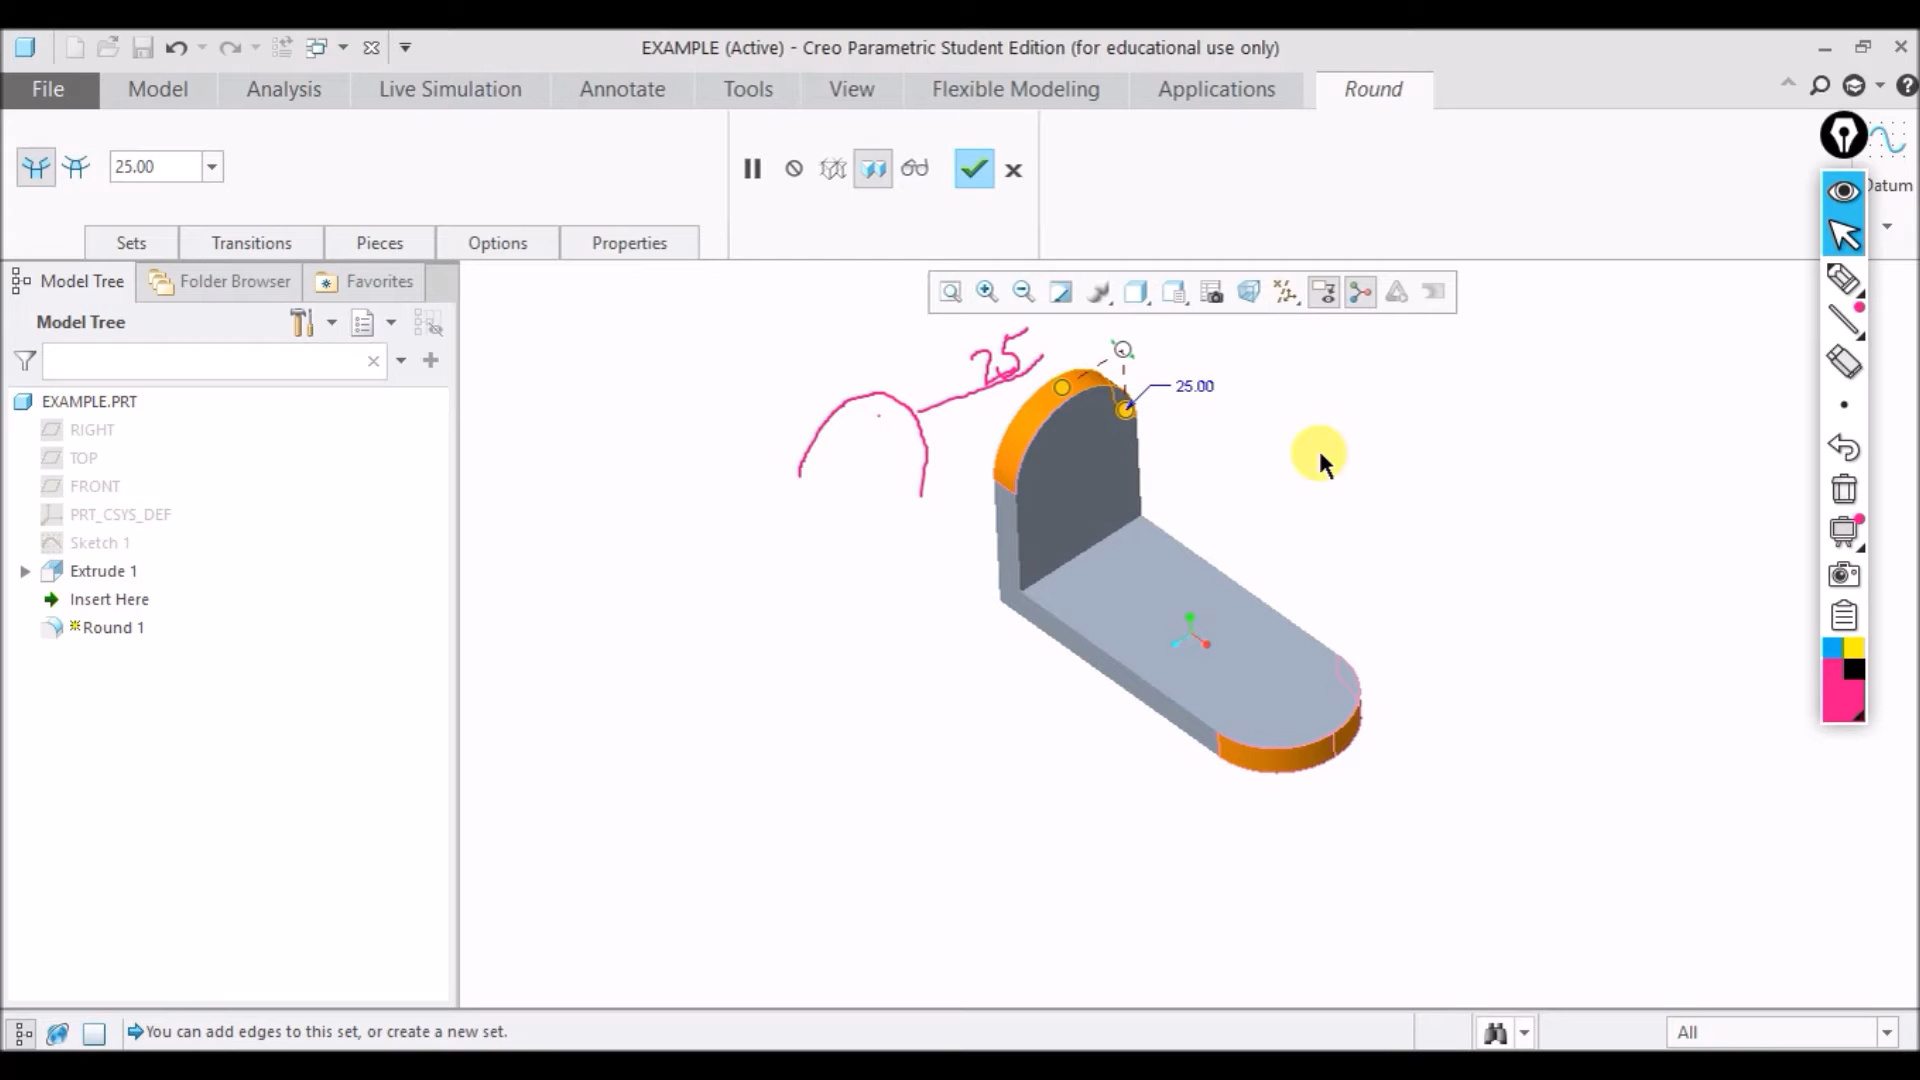 EXAMPLE (Active) - Creo Parametric Student Edition (for educational use only)
File Model Analysis Live Simulation Annotate Tools View Flexible Modeling Applications Round
25.00
Datum
Sets Transitions Pieces Options Properties
Model Tree Folder Browser Favorites
Model Tree
25
25.00
EXAMPLE.PRT
RIGHT
TOP
FRONT
PRT_CSYS_DEF
Sketch 1
Extrude 1
Insert Here
Round 1
You can add edges to this set, or create a new set.
All